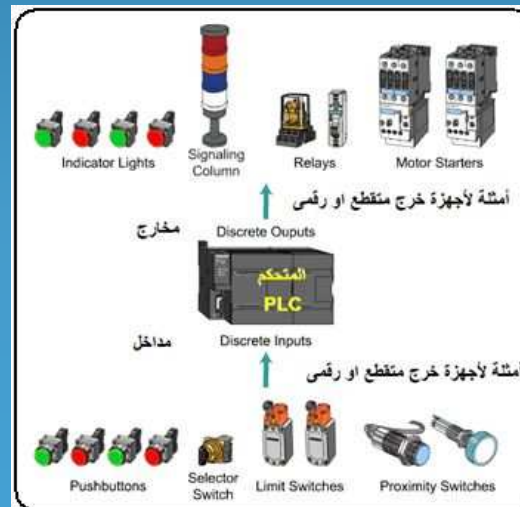 Indicator Lights
Signaling
Column
Relays
Motor Starters
أمثلة لأجهزة خرج متقطع او رقمى
مخارج
Discrete Ouputs
المتحكم
PLC
مداخل
Discrete Inputs
أمثلة لأجهزة خرج متقطع او رقمى
Pushbuttons
Selector
Switch
Limit Switches
Proximity Switches